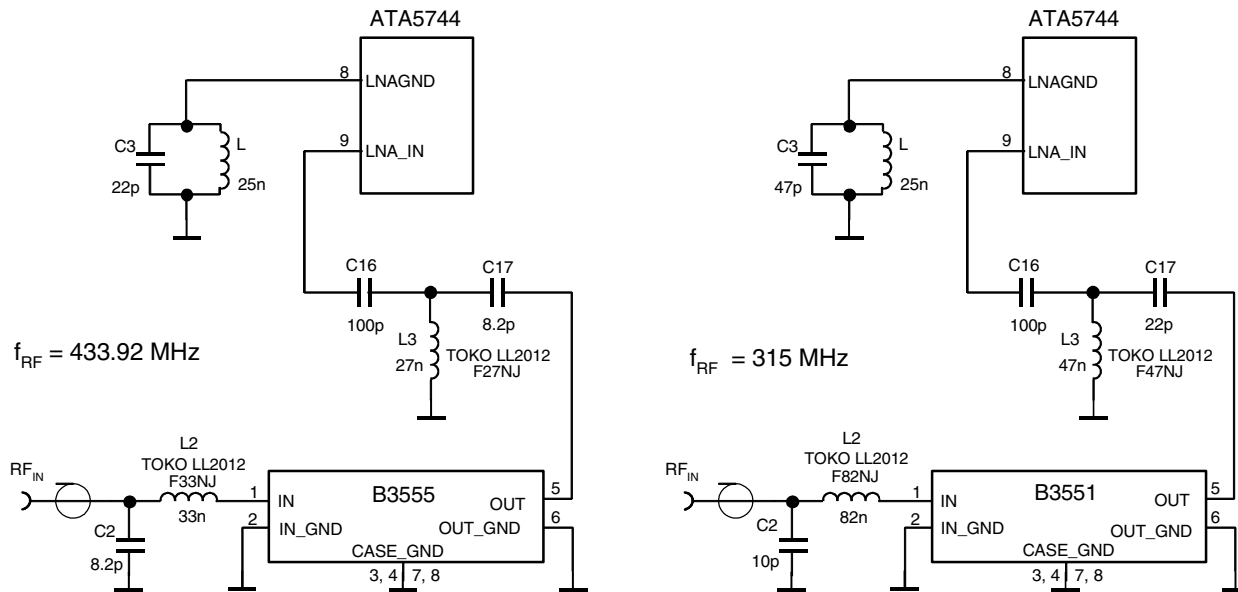 ATA5744
8
LNAGND
C3
L
9
LNA_IN
22p
25n
C16
C17
100p
8.2p
L3
27n
TOKO LL2012
F27NJ
fRF = 433.92 MHz
L2
TOKO LL2012
F33NJ
RFIN
33n
C2
8.2p
1
IN
B3555
OUT
5
2
IN_GND
OUT_GND
6
CASE_GND
3, 4
7, 8
ATA5744
8
LNAGND
C3
L
9
LNA_IN
47p
25n
C16
C17
100p
22p
L3
47n
TOKO LL2012
F47NJ
fRF = 315 MHz
L2
TOKO LL2012
F82NJ
RFIN
82n
C2
10p
1
IN
B3551
OUT
5
2
IN_GND
OUT_GND
6
CASE_GND
3, 4
7, 8